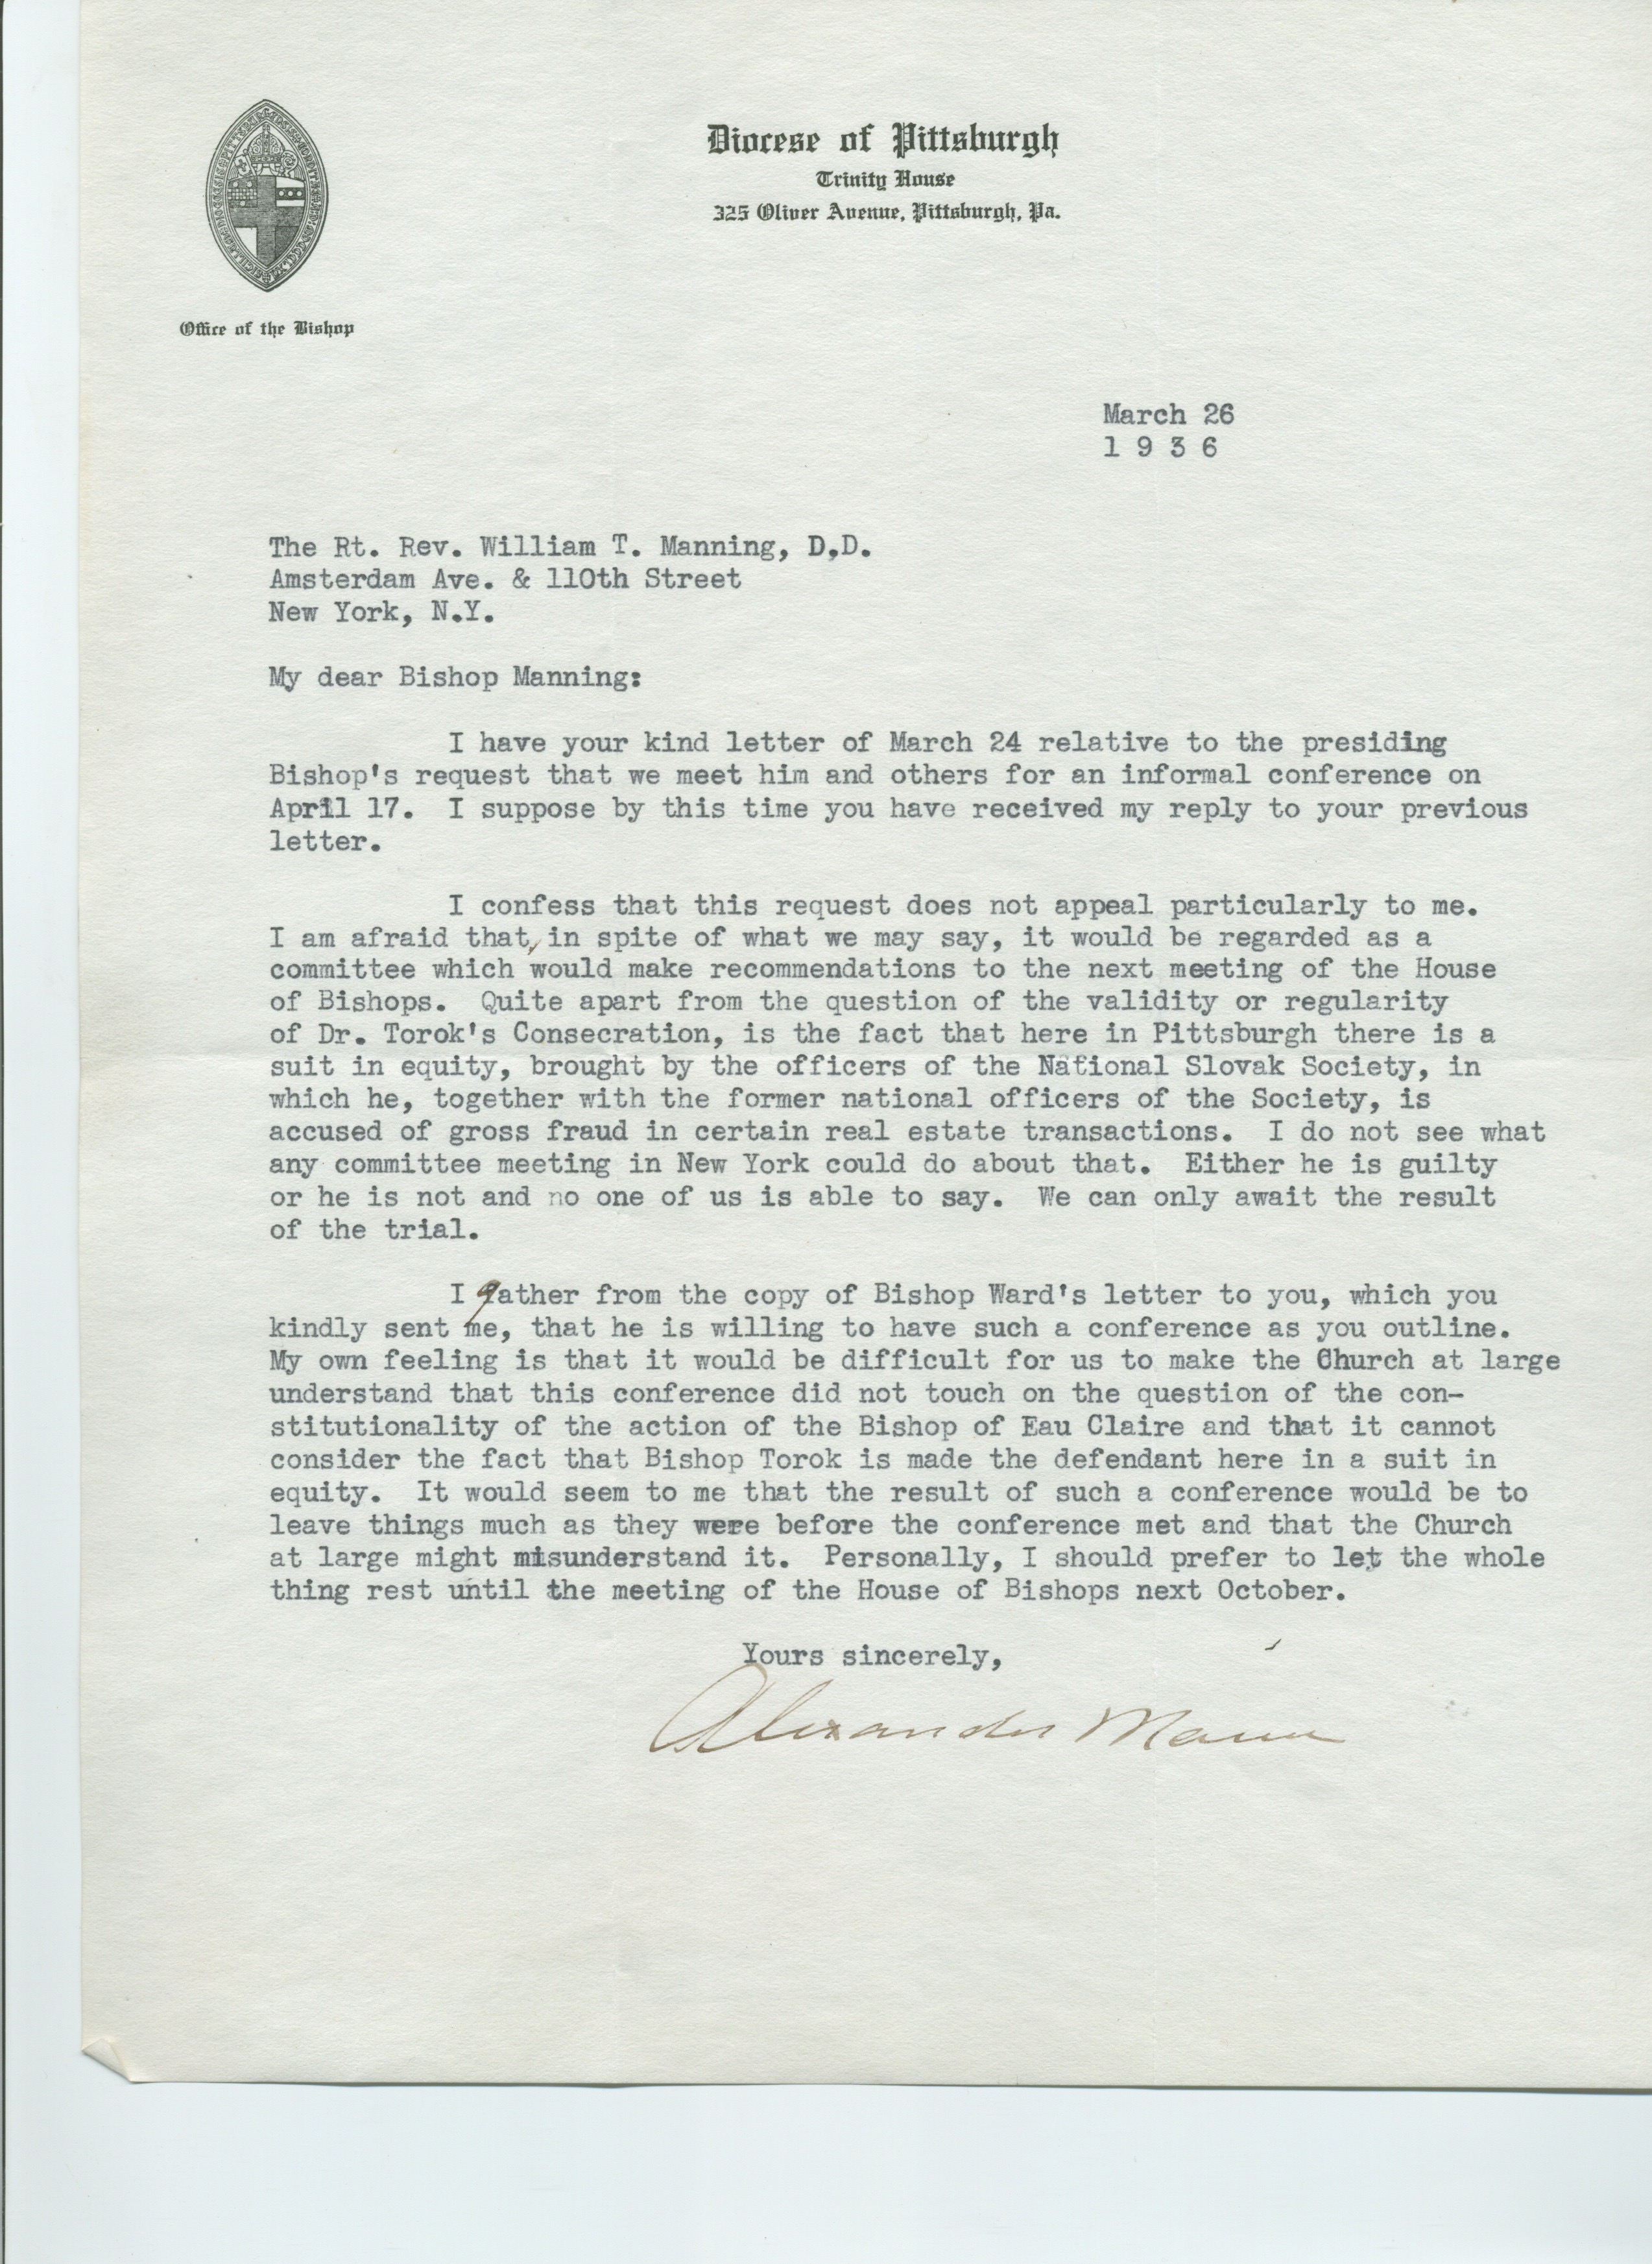 Diocese of Pittsburgh
Trinity House
325 Oliver Avenue, Pittsburgh, Pa.
Office of the Bishop
March 26
1 9 3 6
The Rt. Rev. William T. Manning, D.D.
Amsterdam Ave. & 110th Street
New York, N.Y.
My dear Bishop Manning:
I have your kind letter of March 24 relative to the presiding
Bishop's request that we meet him and others for an informal conference on
April 17. I suppose by this time you have received my reply to your previous
letter.
I confess that this request does not appeal particularly to me.
I am afraid that, in spite of what we may say, it would be regarded as a
committee which would make recommendations to the next meeting of the House
of Bishops. Quite apart from the question of the validity or regularity
of Dr. Torok's Consecration, is the fact that here in Pittsburgh there is a
suit in equity, brought by the officers of the National Slovak Society, in
which he, together with the former national officers of the Society, is
accused of gross fraud in certain real estate transactions. I do not see what
any committee meeting in New York could do about that. Either he is guilty
or he is not and no one of us is able to say. We can only await the result
of the trial.
I gather from the copy of Bishop Ward's letter to you, which you
kindly sent me, that he is willing to have such a conference as you outline.
My own feeling is that it would be difficult for us to make the Church at large
understand that this conference did not touch on the question of the con-
stitutionality of the action of the Bishop of Eau Claire and that it cannot
consider the fact that Bishop Torok is made the defendant here in a suit in
equity. It would seem to me that the result of such a conference would be to
leave things much as they were before the conference met and that the Church
at large might misunderstand it. Personally, I should prefer to let the whole
thing rest until the meeting of the House of Bishops next October.
Yours sincerely,
Alexander Mann